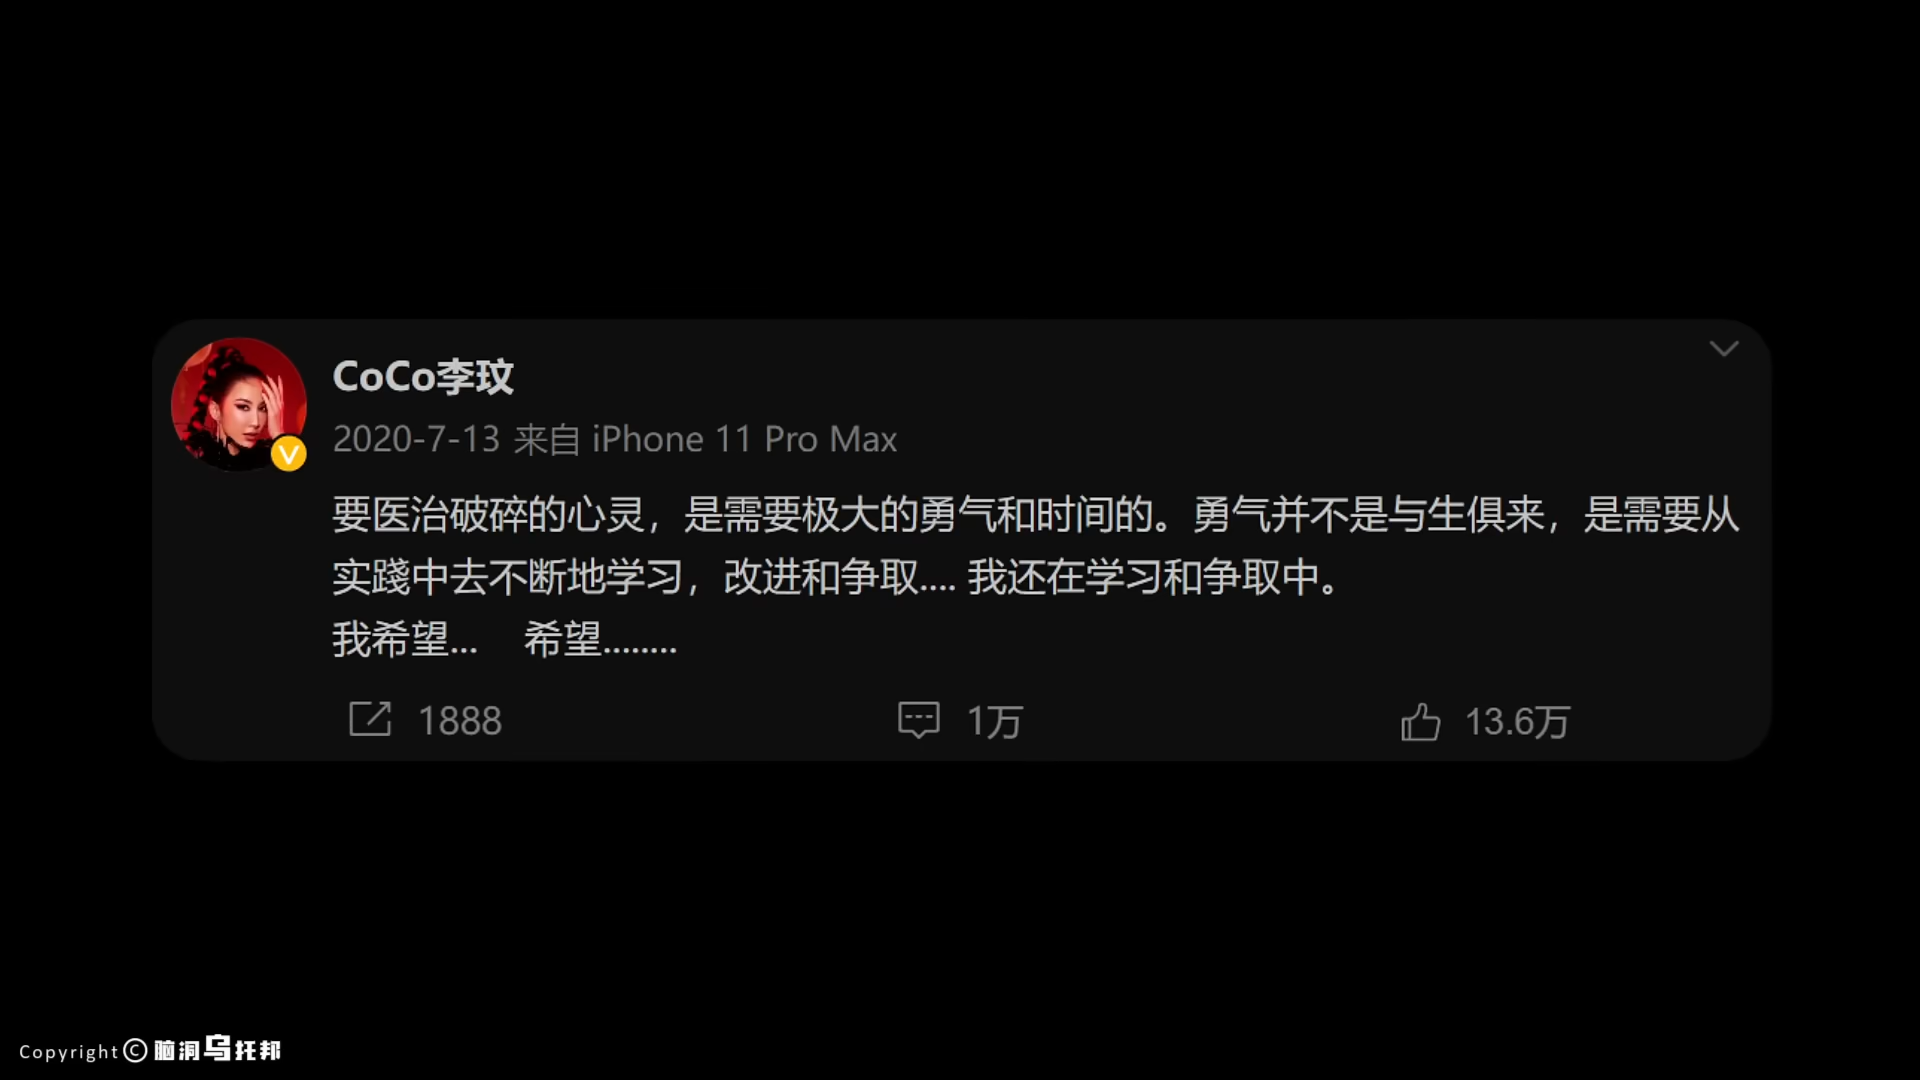 CoCo李玟
2020-7-13 来自 iPhone 11 Pro Max
要医治破碎的心灵，是需要极大的勇气和时间的。勇气并不是与生俱来，是需要从
实踐中去不断地学习，改进和争取.... 我还在学习和争取中。
我希望... 希望........
1888
1万
13.6万
Copyright © 脑洞乌托邦